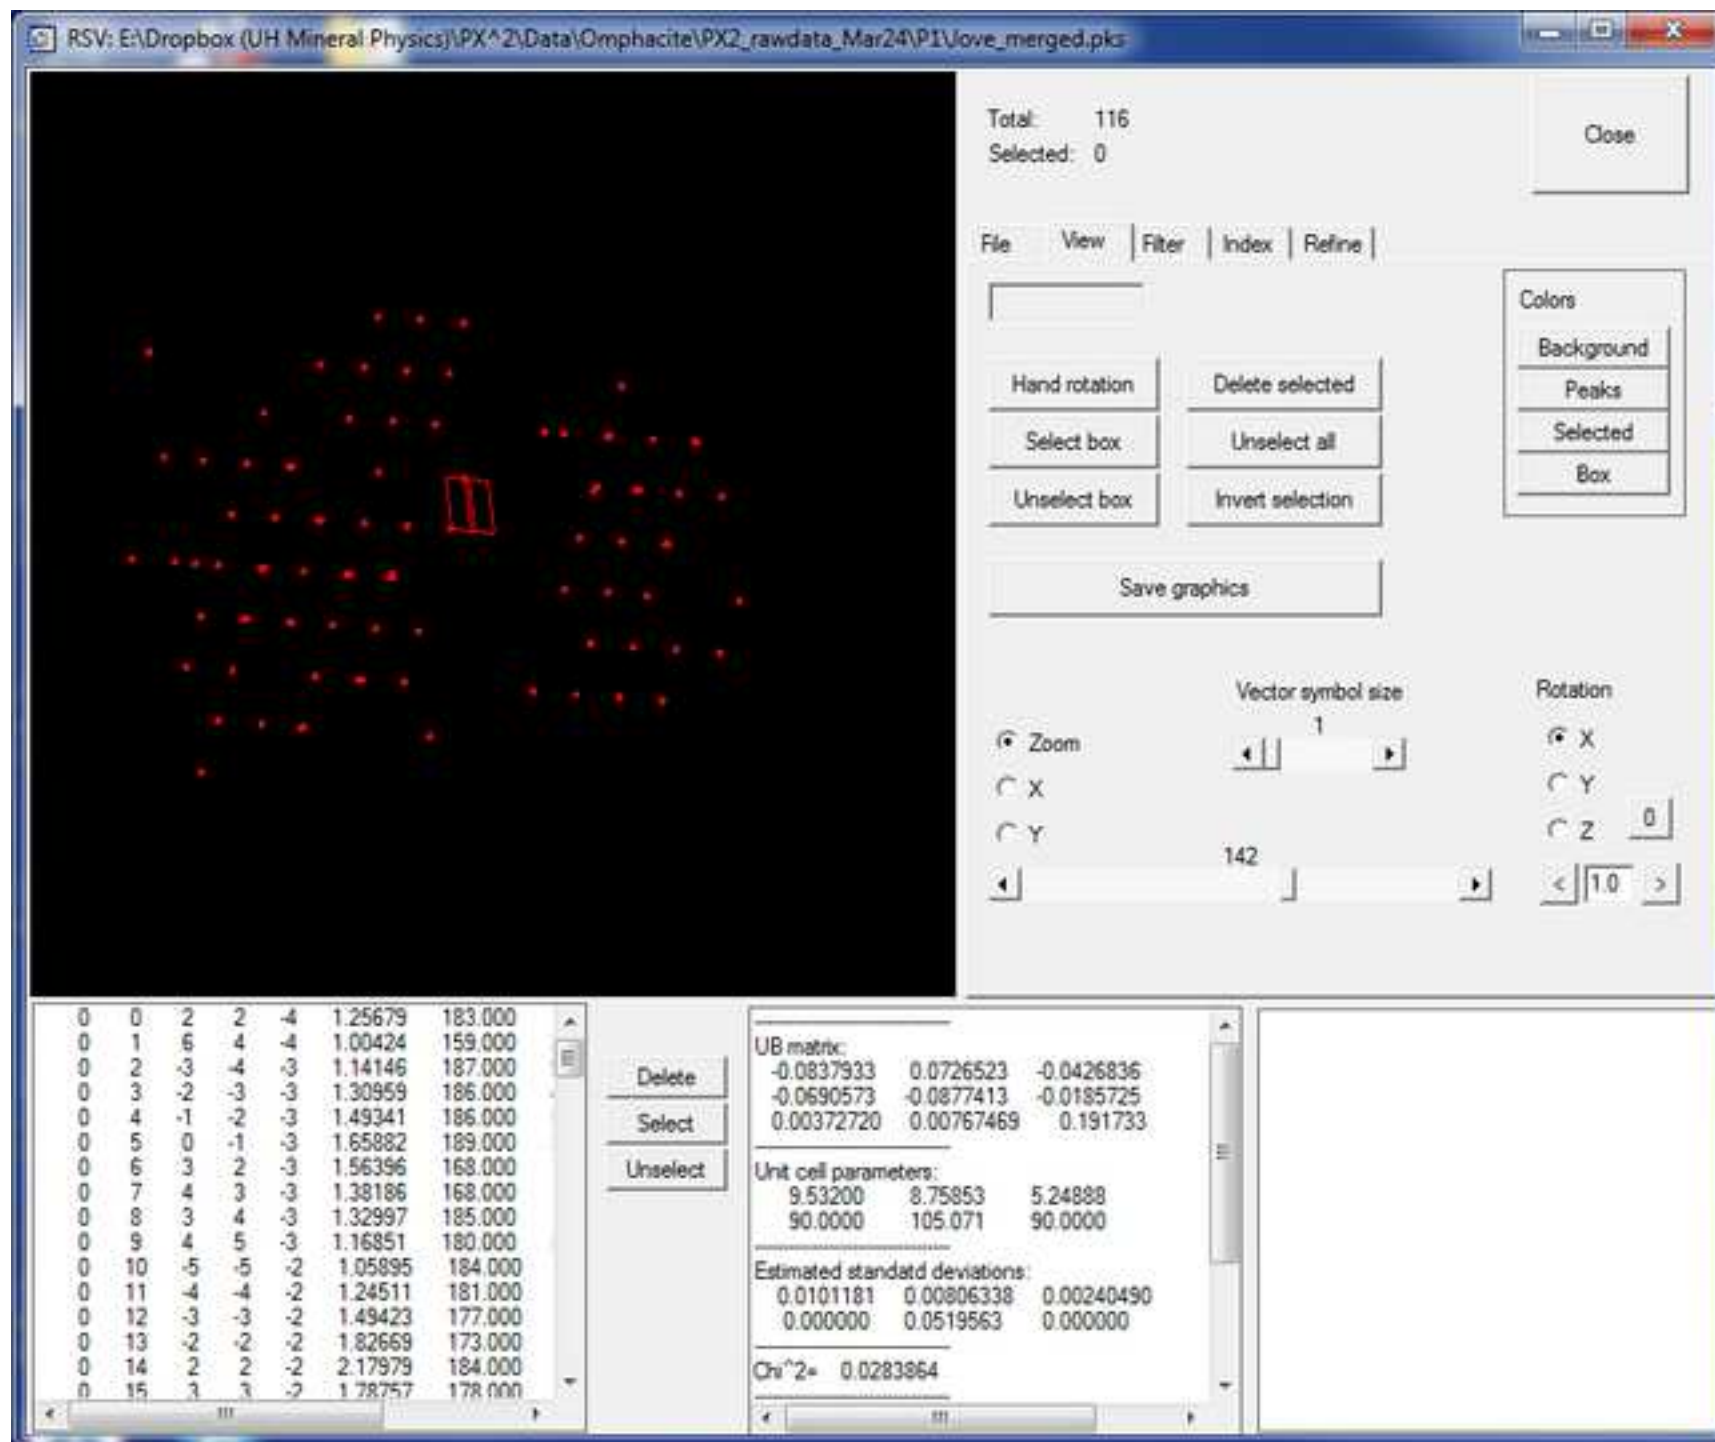 RSV: E:\Dropbox (UH Mineral Physics)\PX^2\Data\Omphacite\PX2_rawdata_Mar24\P1\Jove_merged.pks
Total: 116
Selected: 0
Close
File View Filter Index Refine
Colors
Background
Peaks
Selected
Box
Hand rotation Delete selected
Select box Unselect all
Unselect box Invert selection
Save graphics
Vector symbol size
1
Rotation
Zoom
X
Y
142
X
Y
Z 0
< 1.0 >
0 0 2 2 -4 1.25679 183.000
0 1 6 4 -4 1.00424 159.000
0 2 -3 -4 -3 1.14146 187.000
0 3 -2 -3 -3 1.30959 186.000
0 4 -1 -2 -3 1.49341 186.000
0 5 0 -1 -3 1.65882 189.000
0 6 3 2 -3 1.56396 168.000
0 7 4 3 -3 1.38186 168.000
0 8 3 4 -3 1.32997 185.000
0 9 4 5 -3 1.16851 180.000
0 10 -5 -5 -2 1.05895 184.000
0 11 -4 -4 -2 1.24511 181.000
0 12 -3 -3 -2 1.49423 177.000
0 13 -2 -2 -2 1.82669 173.000
0 14 2 2 -2 2.17979 184.000
0 15 3 3 -2 1.78757 178.000
Delete
Select
Unselect
UB matrix:
-0.0837933 0.0726523 -0.0426836
-0.0690573 -0.0877413 -0.0185725
0.00372720 0.00767469 0.191733
Unit cell parameters:
9.53200 8.75853 5.24888
90.0000 105.071 90.0000
Estimated standatd deviations:
0.0101181 0.00806338 0.00240490
0.000000 0.0519563 0.000000
Chi^2= 0.0283864